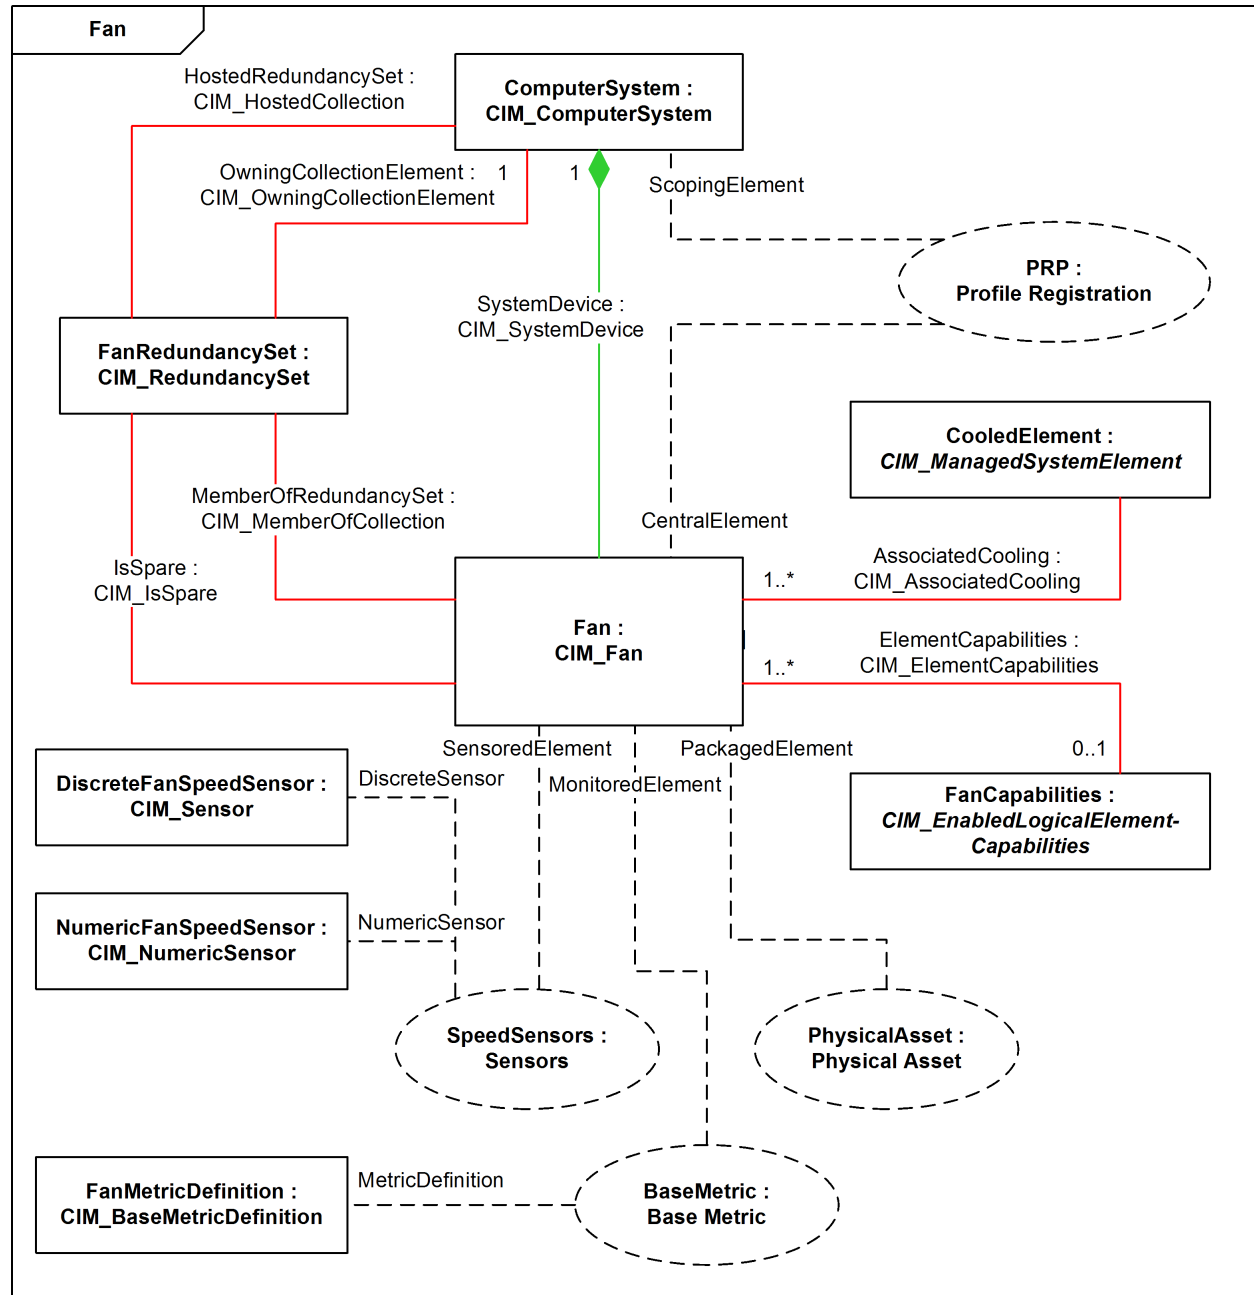 Fan
HostedRedundancySet :
CIM_HostedCollection
ComputerSystem :
CIM_ComputerSystem
OwningCollectionElement :
CIM_OwningCollectionElement
1
1
ScopingElement
PRP :
Profile Registration
SystemDevice :
CIM_SystemDevice
FanRedundancySet :
CIM_RedundancySet
CooledElement :
CIM_ManagedSystemElement
MemberOfRedundancySet :
CIM_MemberOfCollection
CentralElement
IsSpare :
CIM_IsSpare
AssociatedCooling :
CIM_AssociatedCooling
1..*
Fan :
CIM_Fan
ElementCapabilities :
CIM_ElementCapabilities
1..*
0..1
SensoredElement
MonitoredElement
PackagedElement
DiscreteFanSpeedSensor :
CIM_Sensor
DiscreteSensor
FanCapabilities :
CIM_EnabledLogicalElement-
Capabilities
NumericFanSpeedSensor :
CIM_NumericSensor
NumericSensor
SpeedSensors :
Sensors
PhysicalAsset :
Physical Asset
FanMetricDefinition :
CIM_BaseMetricDefinition
MetricDefinition
BaseMetric :
Base Metric